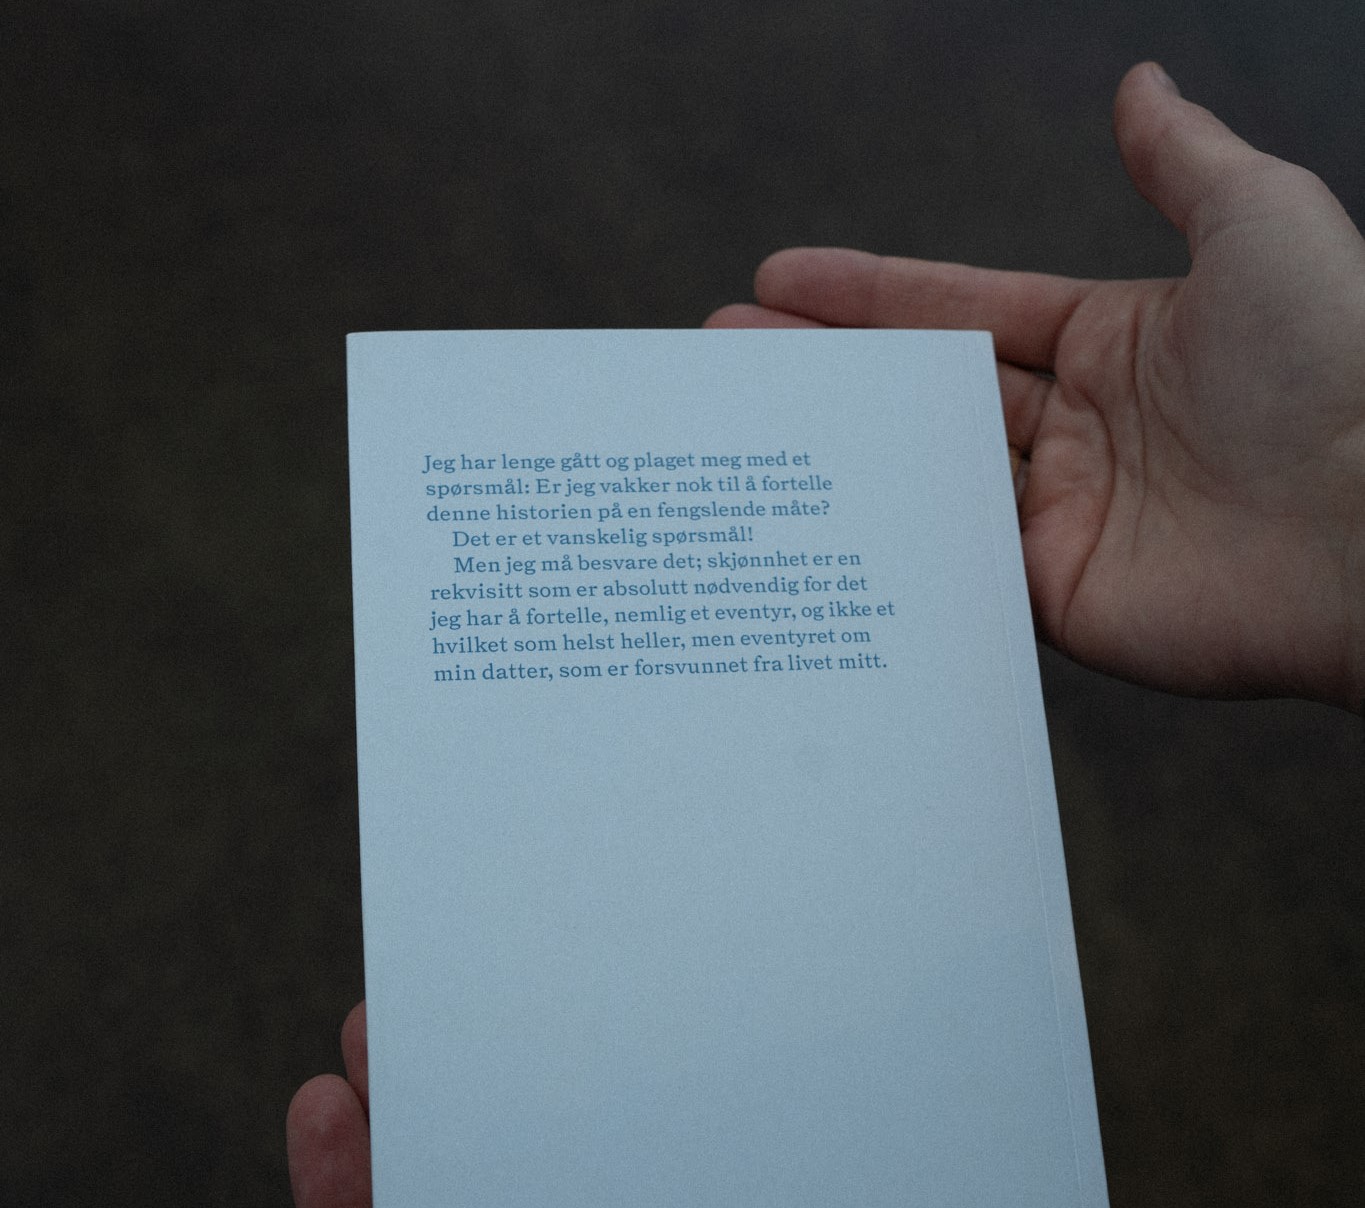 Jeg har lenge gått og plaget meg med et
spørsmål: Er jeg vakker nok til å fortelle
denne historien på en fengslende måte?
Det er et vanskelig spørsmål!
Men jeg må besvare det; skjønnhet er en
rekvisitt som er absolutt nødvendig for det
jeg har å fortelle, nemlig et eventyr, og ikke et
hvilket som helst heller, men eventyret om
min datter, som er forsvunnet fra livet mitt.